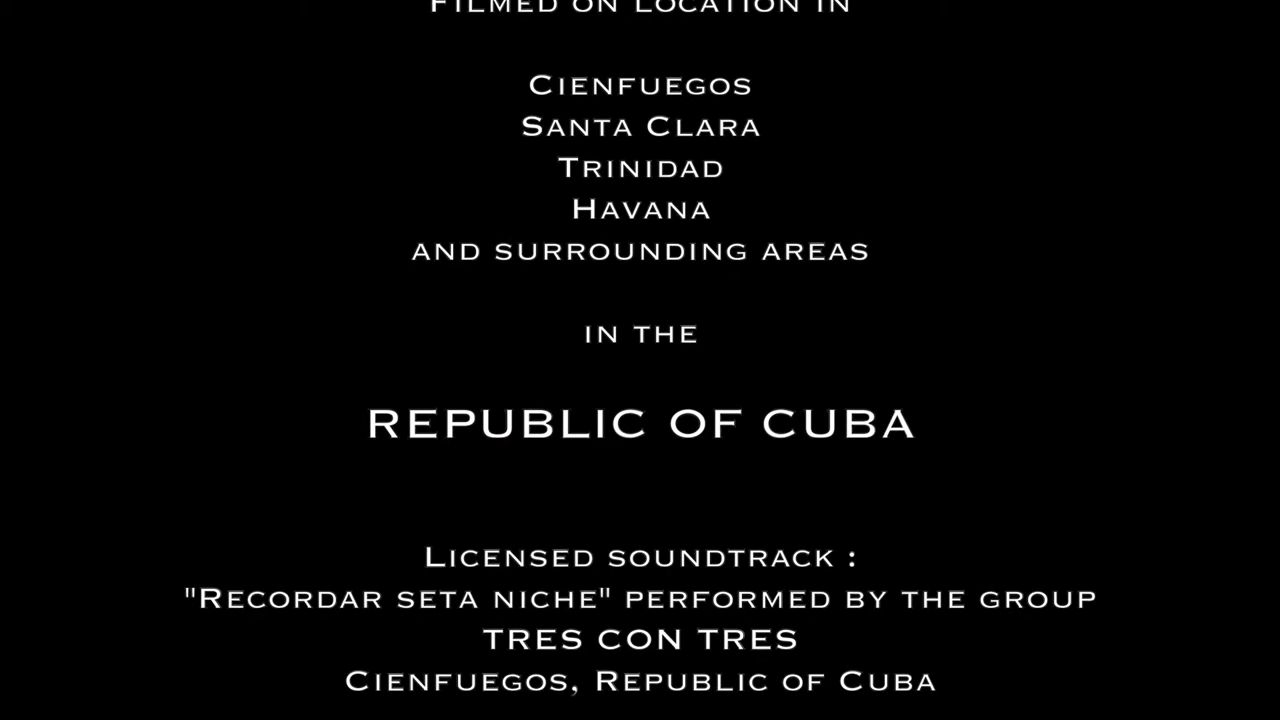 Filmed on location in
Cienfuegos
Santa Clara
Trinidad
Havana
and surrounding areas
in the
REPUBLIC OF CUBA
Licensed soundtrack :
"Recordar seta niche" performed by the group
TRES CON TRES
Cienfuegos, Republic of Cuba